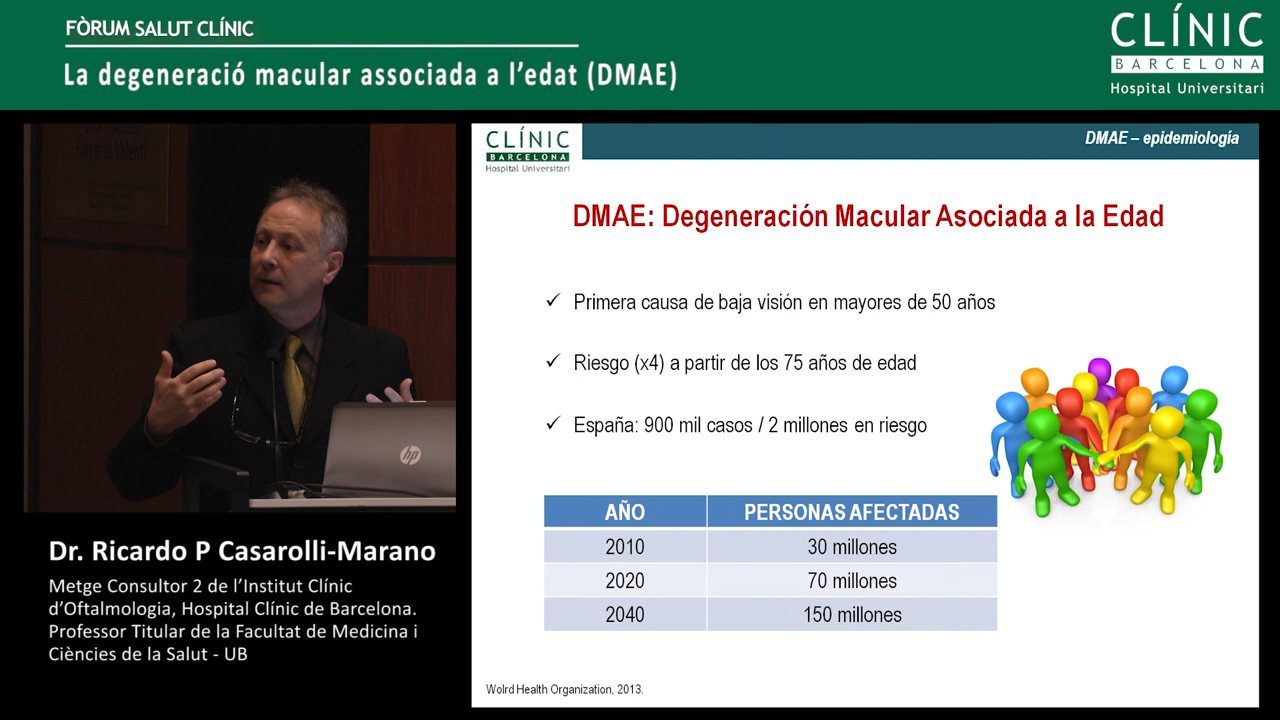 FÒRUM SALUT CLÍNIC
La degeneració macular associada a l’edat (DMAE)
CLÍNIC
BARCELONA
Hospital Universitari
Dr. Ricardo P Casarolli-Marano
Metge Consultor 2 de l’Institut Clínic
d’Oftalmologia, Hospital Clínic de Barcelona.
Professor Titular de la Facultat de Medicina i
Ciències de la Salut - UB
hp
CLÍNIC
BARCELONA
Hospital Universitari
DMAE – epidemiología
DMAE: Degeneración Macular Asociada a la Edad
✓ Primera causa de baja visión en mayores de 50 años
✓ Riesgo (x4) a partir de los 75 años de edad
✓ España: 900 mil casos / 2 millones en riesgo
AÑO PERSONAS AFECTADAS
2010 30 millones
2020 70 millones
2040 150 millones
Wolrd Health Organization, 2013.